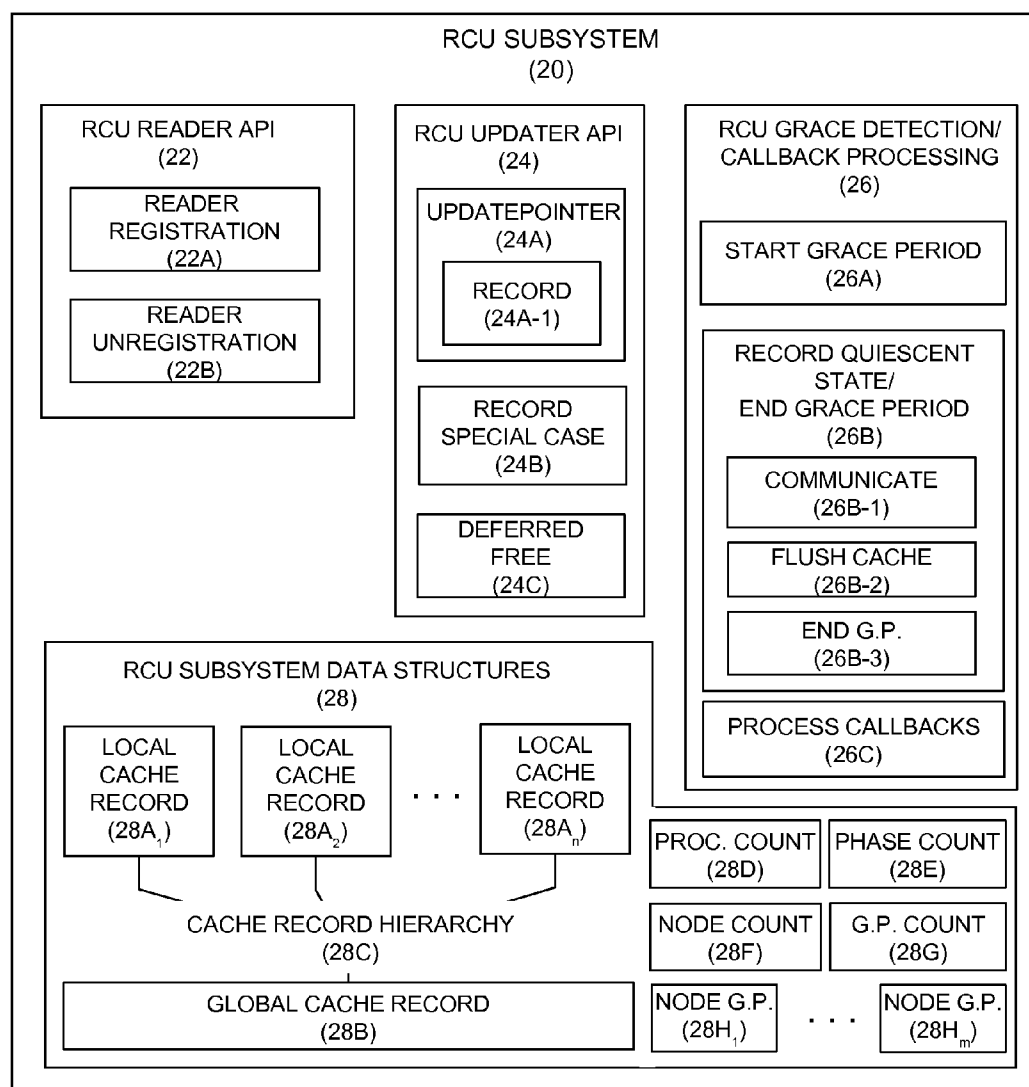 RCU SUBSYSTEM
(20)
RCU READER API
(22)
READER
REGISTRATION
(22A)
READER
UNREGISTRATION
(22B)
RCU UPDATER API
(24)
UPDATEPOINTER
(24A)
RECORD
(24A-1)
RECORD
SPECIAL CASE
(24B)
DEFERRED
FREE
(24C)
RCU GRACE DETECTION/
CALLBACK PROCESSING
(26)
START GRACE PERIOD
(26A)
RECORD QUIESCENT
STATE/
END GRACE PERIOD
(26B)
COMMUNICATE
(26B-1)
FLUSH CACHE
(26B-2)
END G.P.
(26B-3)
PROCESS CALLBACKS
(26C)
RCU SUBSYSTEM DATA STRUCTURES
(28)
LOCAL
CACHE
RECORD
(28A₁)
LOCAL
CACHE
RECORD
(28A₂)
. . .
LOCAL
CACHE
RECORD
(28Aₙ)
CACHE RECORD HIERARCHY
(28C)
GLOBAL CACHE RECORD
(28B)
PROC. COUNT
(28D)
PHASE COUNT
(28E)
NODE COUNT
(28F)
G.P. COUNT
(28G)
NODE G.P.
(28H₁)
. . .
NODE G.P.
(28Hₘ)